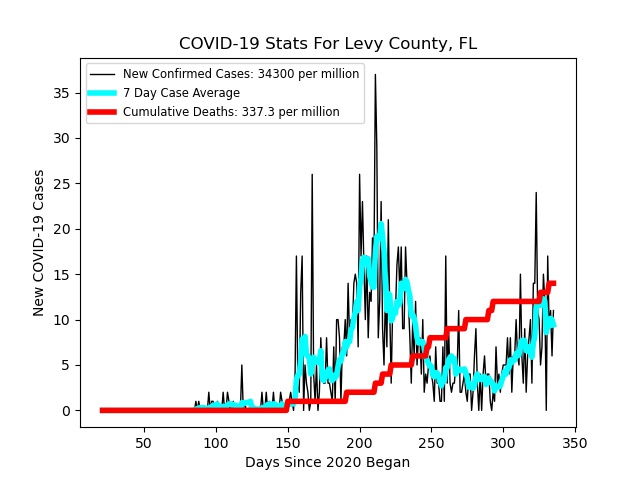 COVID-19 Stats For Levy County, FL
New Confirmed Cases: 34300 per million
7 Day Case Average
Cumulative Deaths: 337.3 per million
New COVID-19 Cases
35
30
25
20
15
10
5
0
50 100 150 200 250 300 350
Days Since 2020 Began